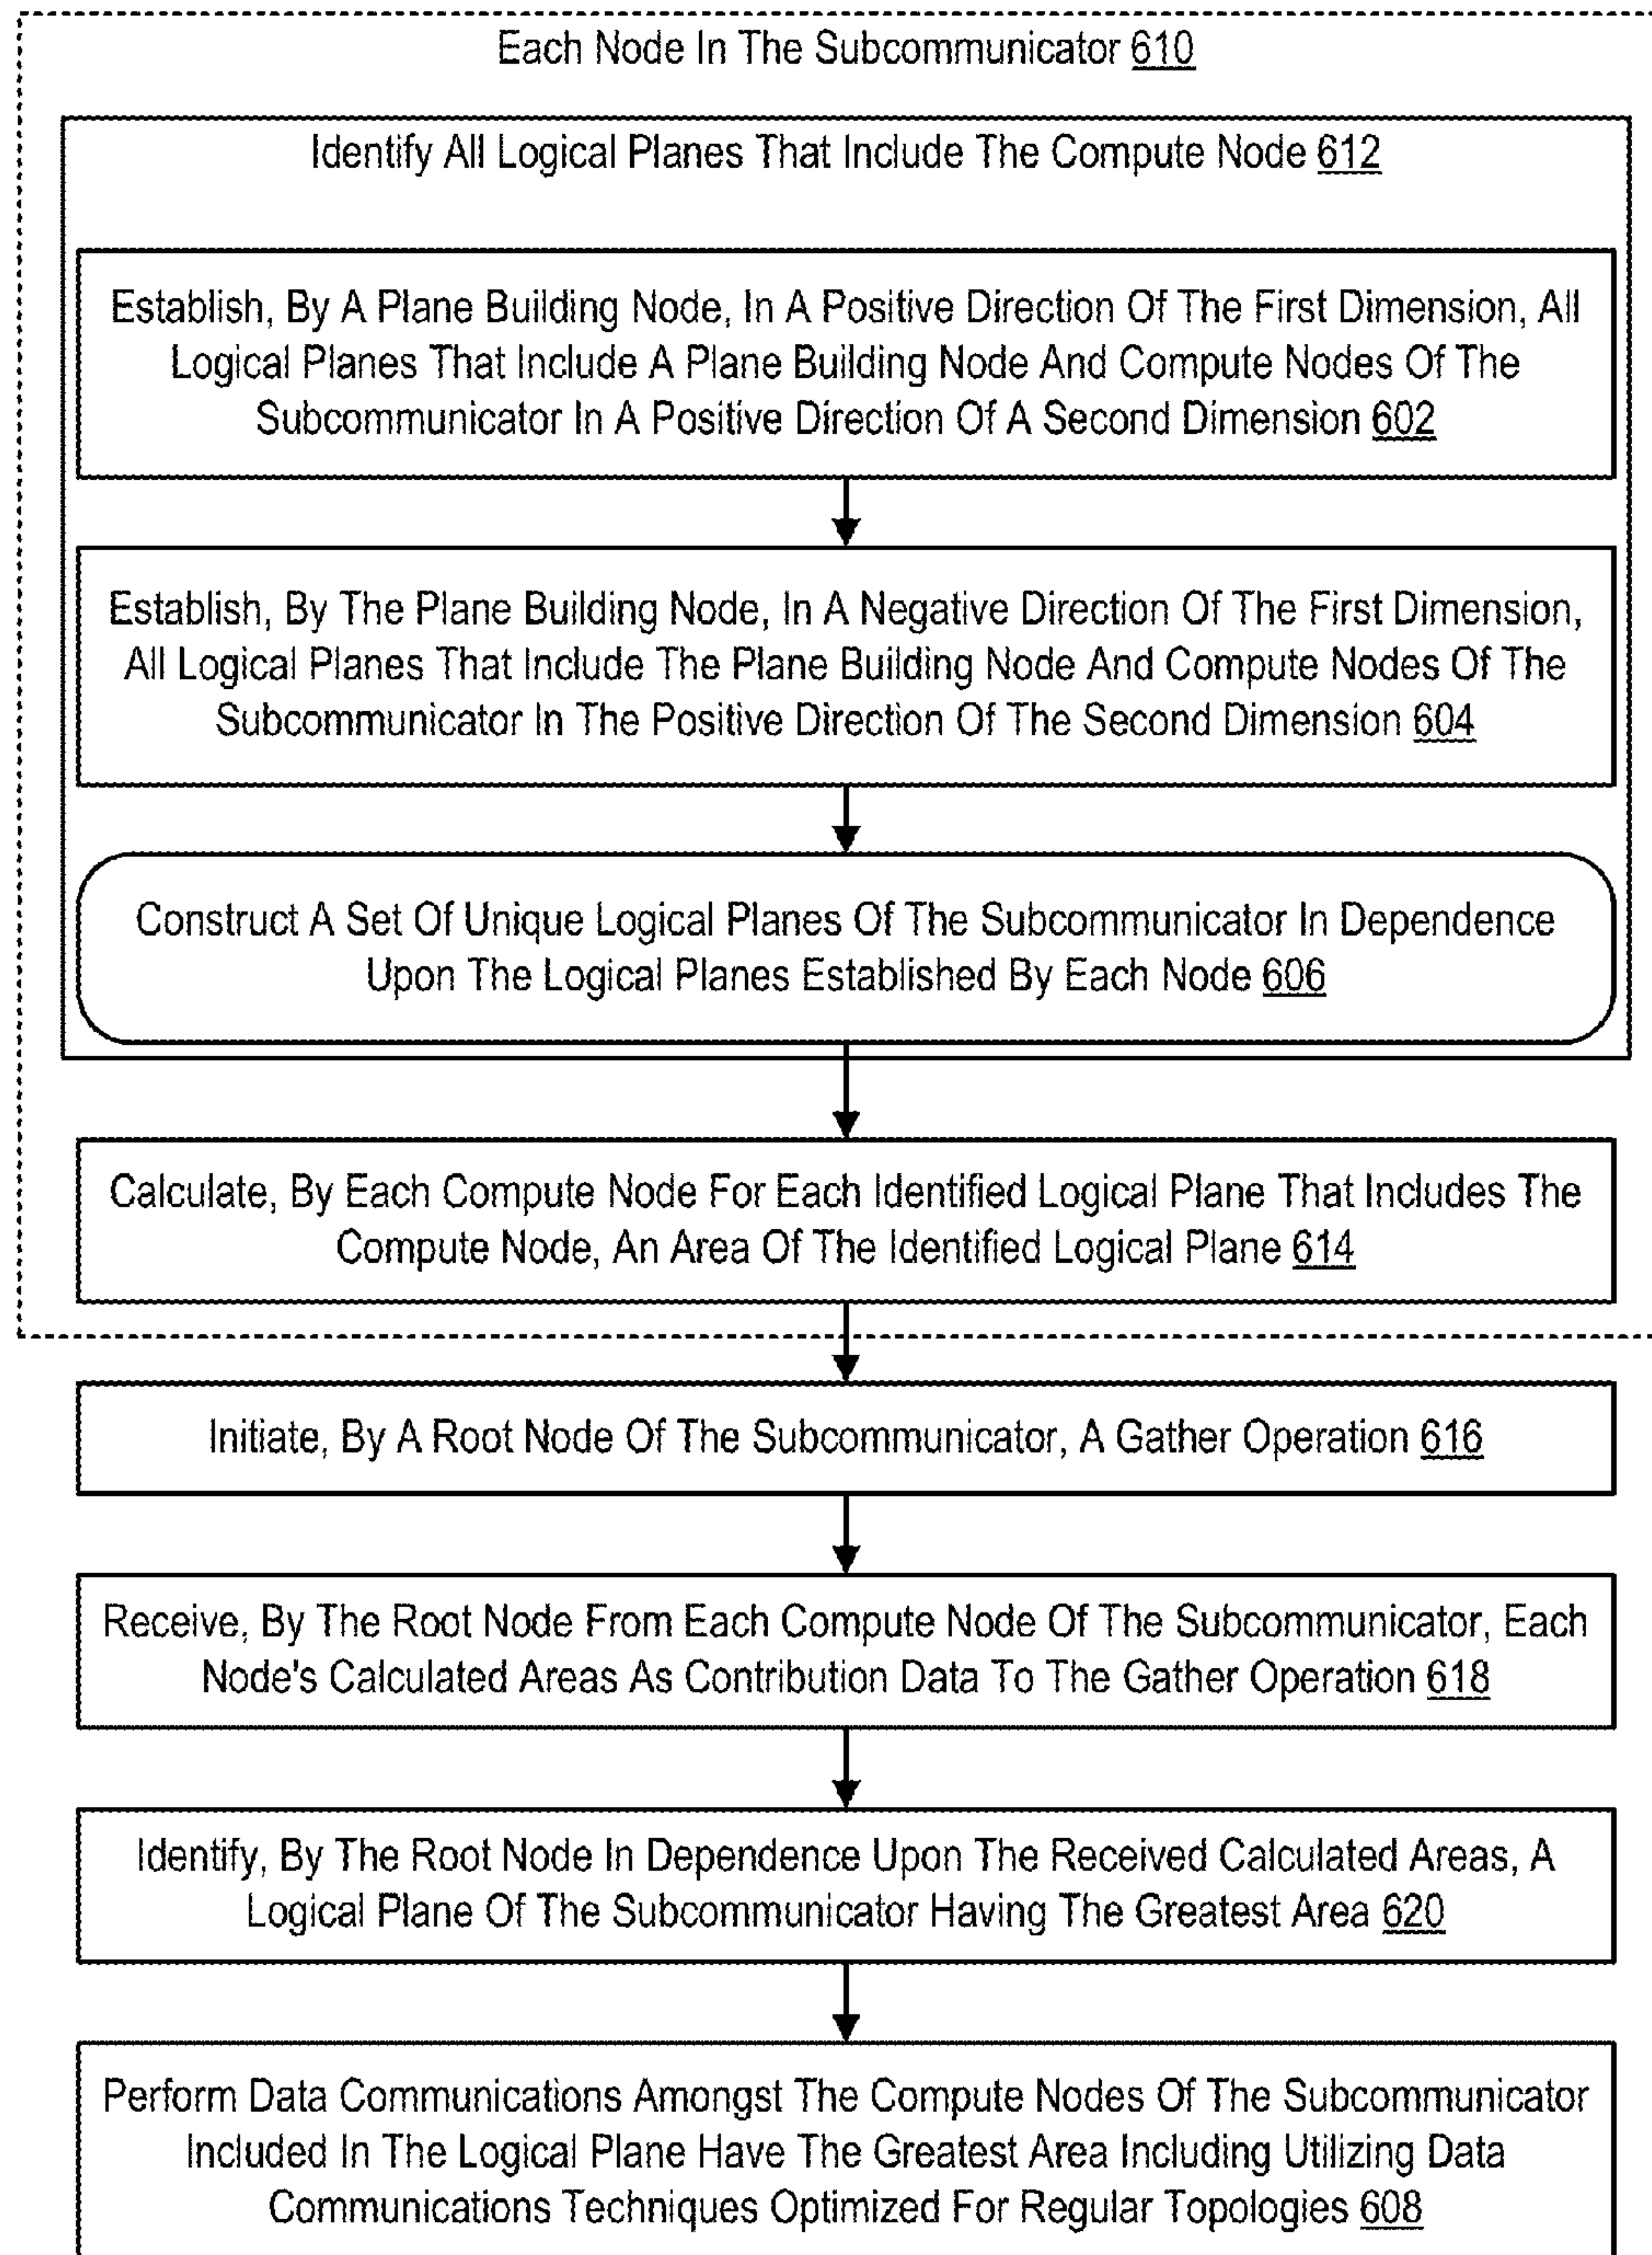 Each Node In The Subcommunicator 610
Identify All Logical Planes That Include The Compute Node 612
Establish, By A Plane Building Node, In A Positive Direction Of The First Dimension, All
Logical Planes That Include A Plane Building Node And Compute Nodes Of The
Subcommunicator In A Positive Direction Of A Second Dimension 602
Establish, By The Plane Building Node, In A Negative Direction Of The First Dimension,
All Logical Planes That Include The Plane Building Node And Compute Nodes Of The
Subcommunicator In The Positive Direction Of The Second Dimension 604
Construct A Set Of Unique Logical Planes Of The Subcommunicator In Dependence
Upon The Logical Planes Established By Each Node 606
Calculate, By Each Compute Node For Each Identified Logical Plane That Includes The
Compute Node, An Area Of The Identified Logical Plane 614
Initiate, By A Root Node Of The Subcommunicator, A Gather Operation 616
Receive, By The Root Node From Each Compute Node Of The Subcommunicator, Each
Node's Calculated Areas As Contribution Data To The Gather Operation 618
Identify, By The Root Node In Dependence Upon The Received Calculated Areas, A
Logical Plane Of The Subcommunicator Having The Greatest Area 620
Perform Data Communications Amongst The Compute Nodes Of The Subcommunicator
Included In The Logical Plane Have The Greatest Area Including Utilizing Data
Communications Techniques Optimized For Regular Topologies 608